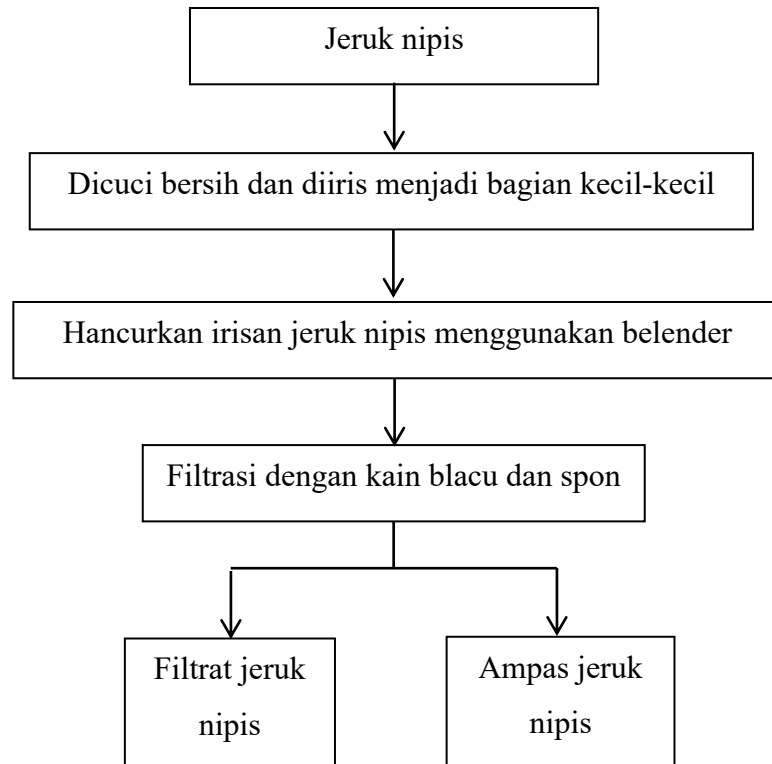 Jeruk nipis
Dicuci bersih dan diiris menjadi bagian kecil-kecil
Hancurkan irisan jeruk nipis menggunakan belender
Filtrasi dengan kain blacu dan spon
Filtrat jeruk
nipis
Ampas jeruk
nipis